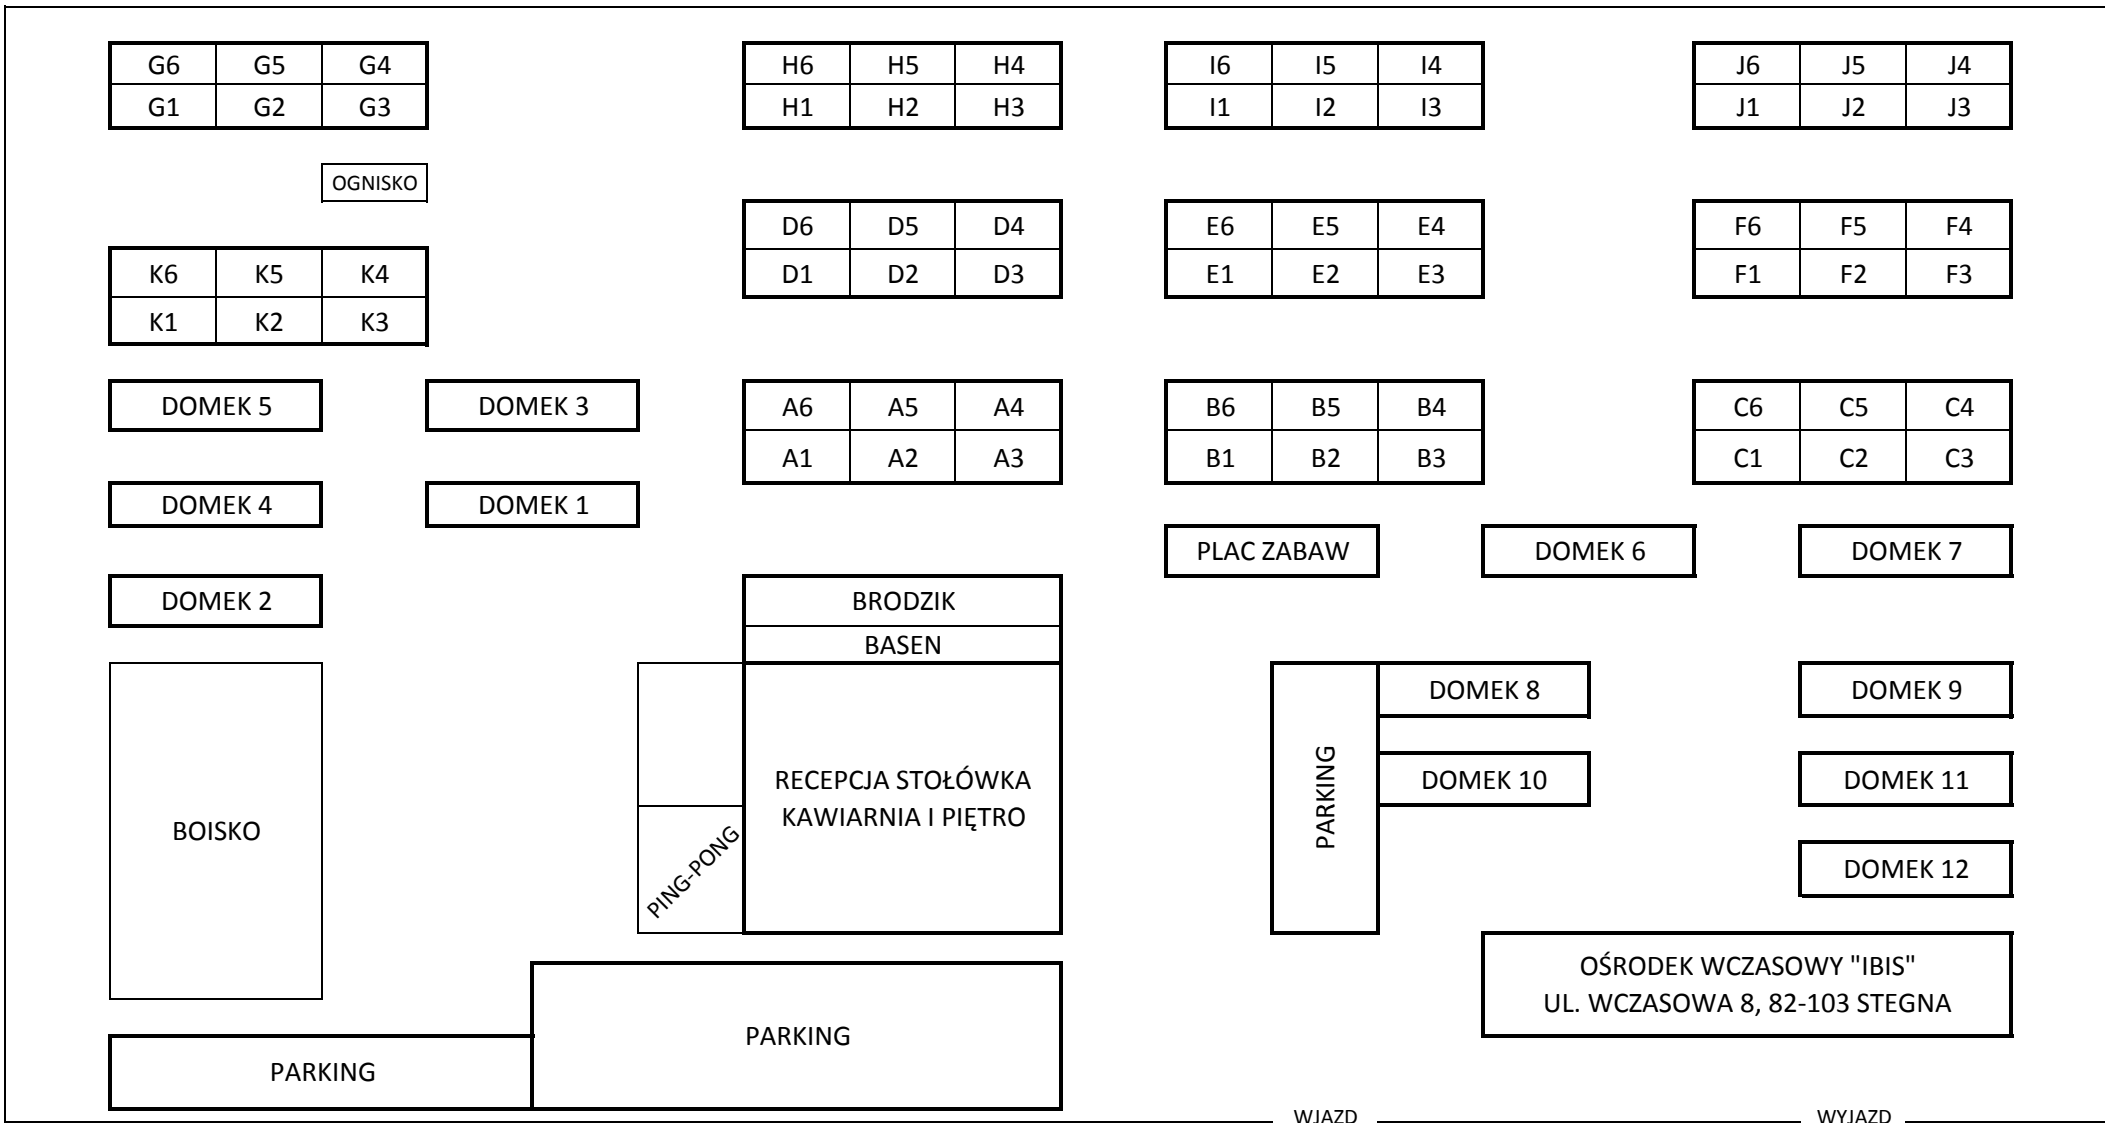 G6 G5 G4 H6 H5 H4 I6 I5 I4 J6 J5 J4
G1 G2 G3 H1 H2 H3 I1 I2 I3 J1 J2 J3
OGNISKO
D6 D5 D4 E6 E5 E4 F6 F5 F4
K6 K5 K4 D1 D2 D3 E1 E2 E3 F1 F2 F3
K1 K2 K3
DOMEK 5 DOMEK 3 A6 A5 A4 B6 B5 B4 C6 C5 C4
A1 A2 A3 B1 B2 B3 C1 C2 C3
DOMEK 4 DOMEK 1
PLAC ZABAW DOMEK 6 DOMEK 7
DOMEK 2 BRODZIK
BASEN
DOMEK 8 DOMEK 9
RECEPCJA STOŁÓWKA
KAWIARNIA I PIĘTRO
PARKING
DOMEK 10 DOMEK 11
BOISKO
PING-PONG
DOMEK 12
OŚRODEK WCZASOWY "IBIS"
UL. WCZASOWA 8, 82-103 STEGNA
PARKING
PARKING
WJAZD WYJAZD